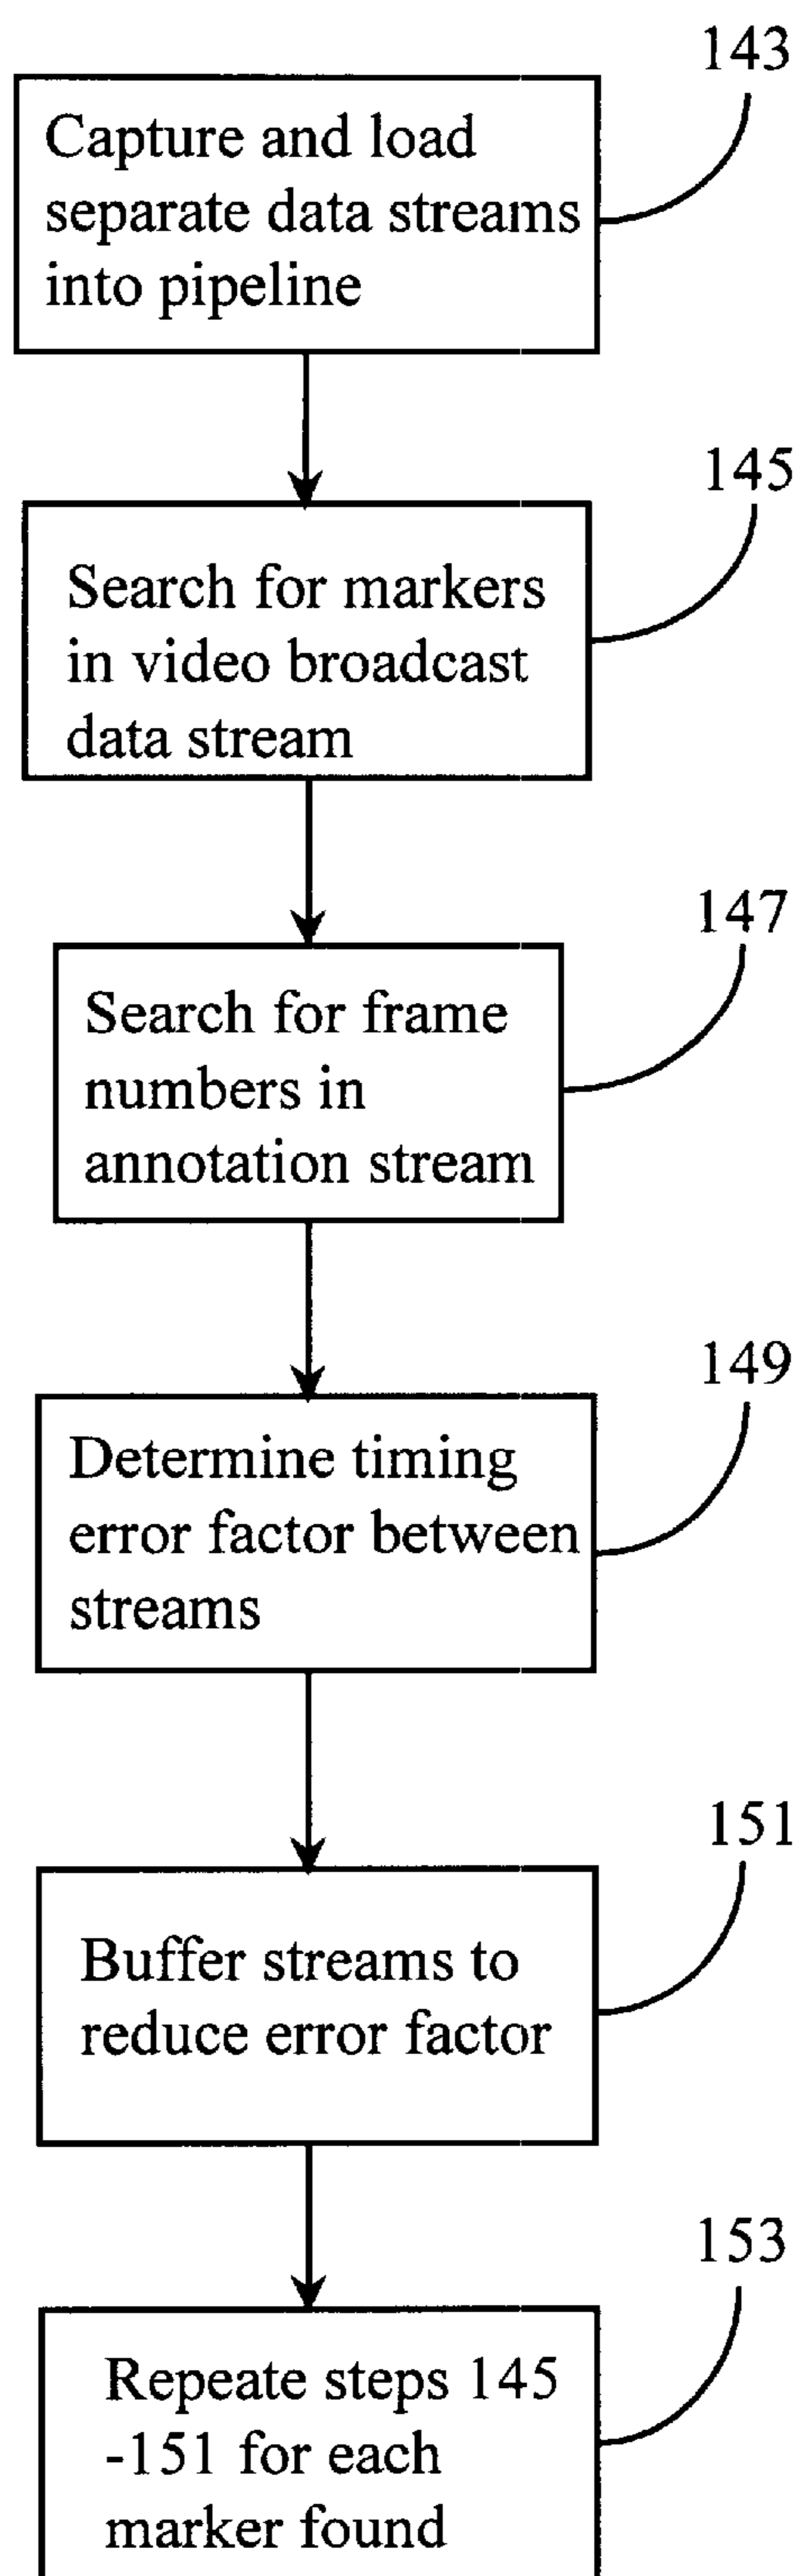 143
Capture and load
separate data streams
into pipeline
145
Search for markers
in video broadcast
data stream
147
Search for frame
numbers in
annotation stream
149
Determine timing
error factor between
streams
151
Buffer streams to
reduce error factor
153
Repeate steps 145
-151 for each
marker found